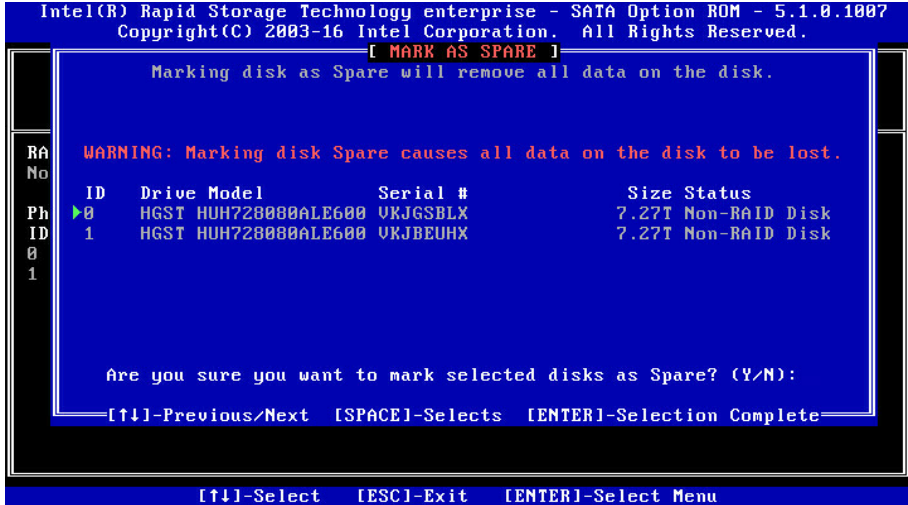 Intel(R) Rapid Storage Technology enterprise - SATA Option ROM - 5.1.0.1007
Copyright(C) 2003-16 Intel Corporation.  All Rights Reserved.
[ MARK AS SPARE ]
Marking disk as Spare will remove all data on the disk.
WARNING: Marking disk Spare causes all data on the disk to be lost.
RA
No
ID Drive Model Serial # Size Status
Ph 0 HGST HUH728080ALE600 VKJGSBLX 7.27T Non-RAID Disk
ID 1 HGST HUH728080ALE600 VKJBEUHX 7.27T Non-RAID Disk
0
1
Are you sure you want to mark selected disks as Spare? (Y/N):
[↑↓]-Previous/Next [SPACE]-Selects [ENTER]-Selection Complete
[↑↓]-Select [ESC]-Exit [ENTER]-Select Menu